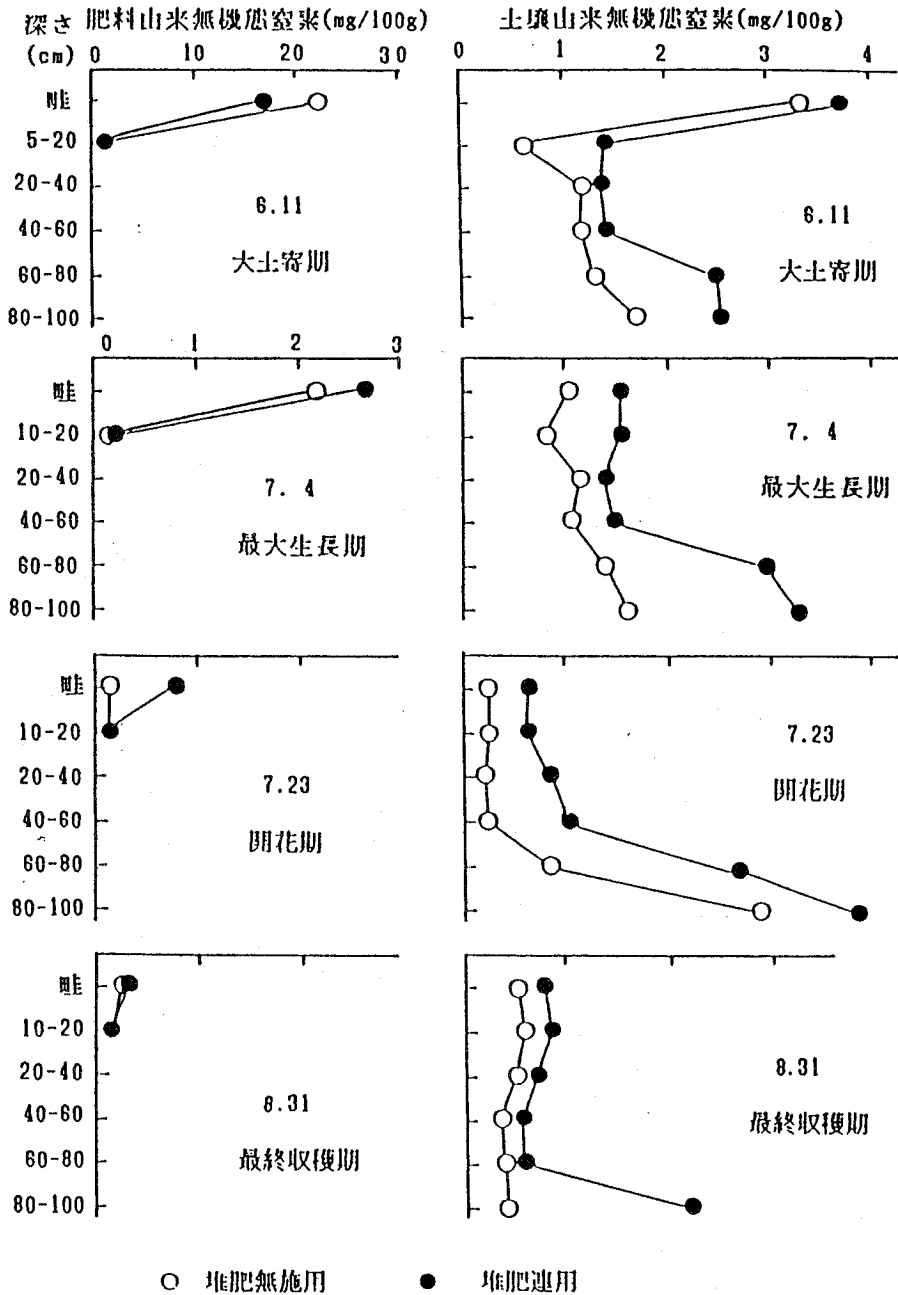 深さ 肥料由来無機態窒素(mg/100g) 土壌由来無機態窒素(mg/100g)
(cm) 0 10 20 30 0 1 2 3 4
畦
5-20
20-40
40-60
60-80
80-100
6.11
大土寄期
6.11
大土寄期
0 1 2 3
畦
10-20
20-40
40-60
60-80
80-100
7. 4
最大生長期
7. 4
最大生長期
畦
10-20
20-40
40-60
60-80
80-100
7.23
開花期
7.23
開花期
畦
10-20
20-40
40-60
60-80
80-100
8.31
最終収穫期
8.31
最終収穫期
○ 堆肥無施用 ● 堆肥連用